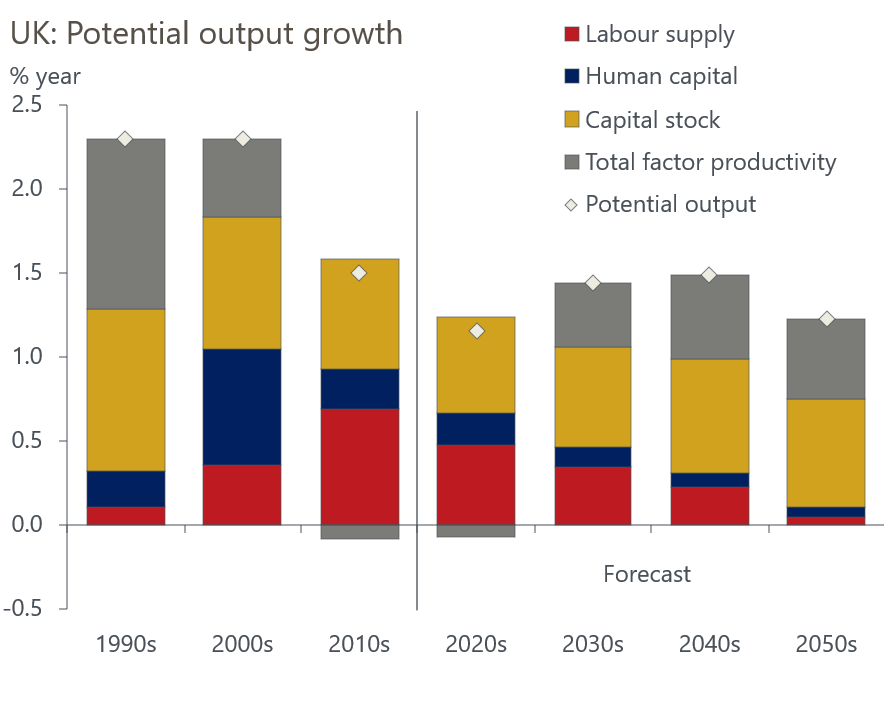 UK: Potential output growth
% year
Labour supply
Human capital
Capital stock
Total factor productivity
Potential output
2.5
2.0
1.5
1.0
0.5
0.0
-0.5
Forecast
1990s 2000s 2010s 2020s 2030s 2040s 2050s